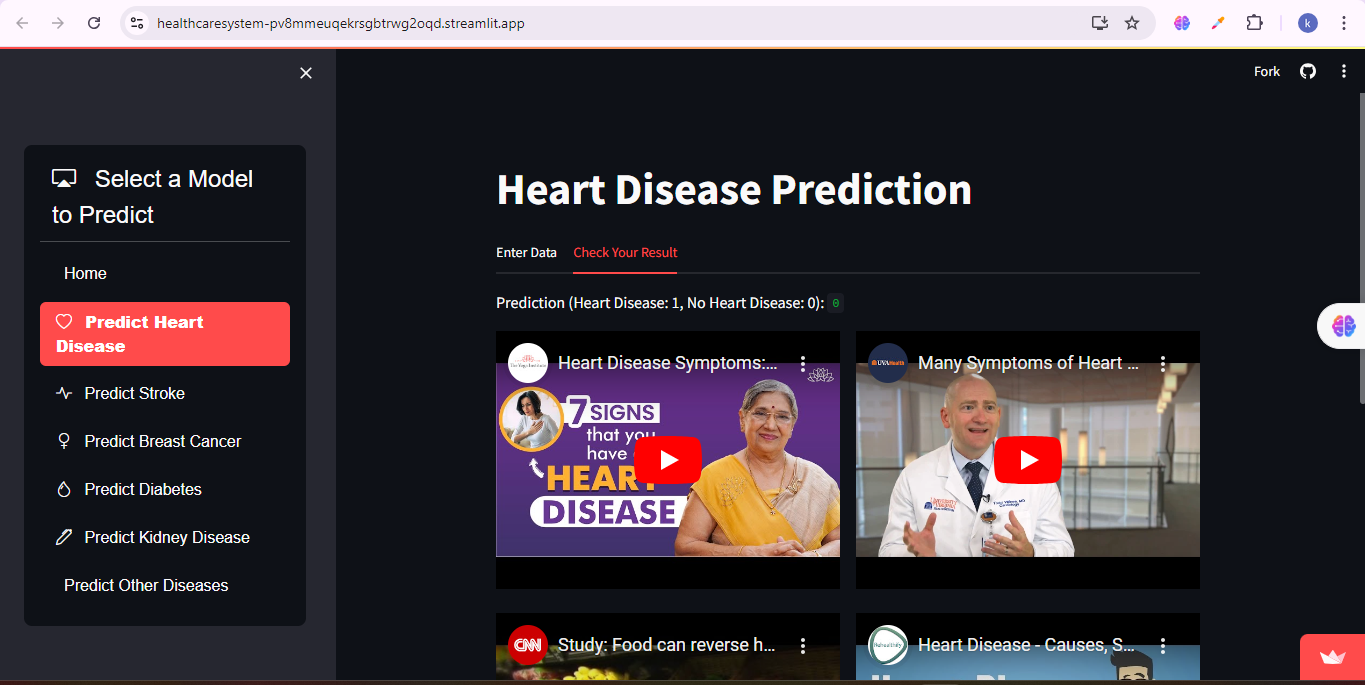 healthcaresystem-pv8mmeuqekrsgbtrwg2oqd.streamlit.app
k
Fork
Select a Model
to Predict
Home
Predict Heart
Disease
Predict Stroke
Predict Breast Cancer
Predict Diabetes
Predict Kidney Disease
Predict Other Diseases
Heart Disease Prediction
Enter Data
Check Your Result
Prediction (Heart Disease: 1, No Heart Disease: 0): 0
Heart Disease Symptoms:...
7 SIGNS
that you
have
HEART
DISEASE
Many Symptoms of Heart ...
UVAHealth
CNN
Study: Food can reverse h...
Heart Disease - Causes, S...